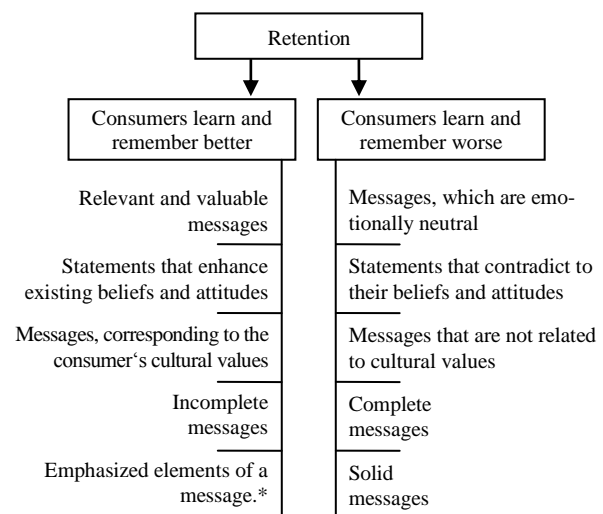 Retention
Consumers learn and
remember better
Consumers learn and
remember worse
Relevant and valuable
messages
Messages, which are emo-
tionally neutral
Statements that enhance
existing beliefs and attitudes
Statements that contradict to
their beliefs and attitudes
Messages, corresponding to the
consumer‘s cultural values
Messages that are not related
to cultural values
Incomplete
messages
Complete
messages
Emphasized elements of a
message.*
Solid
messages